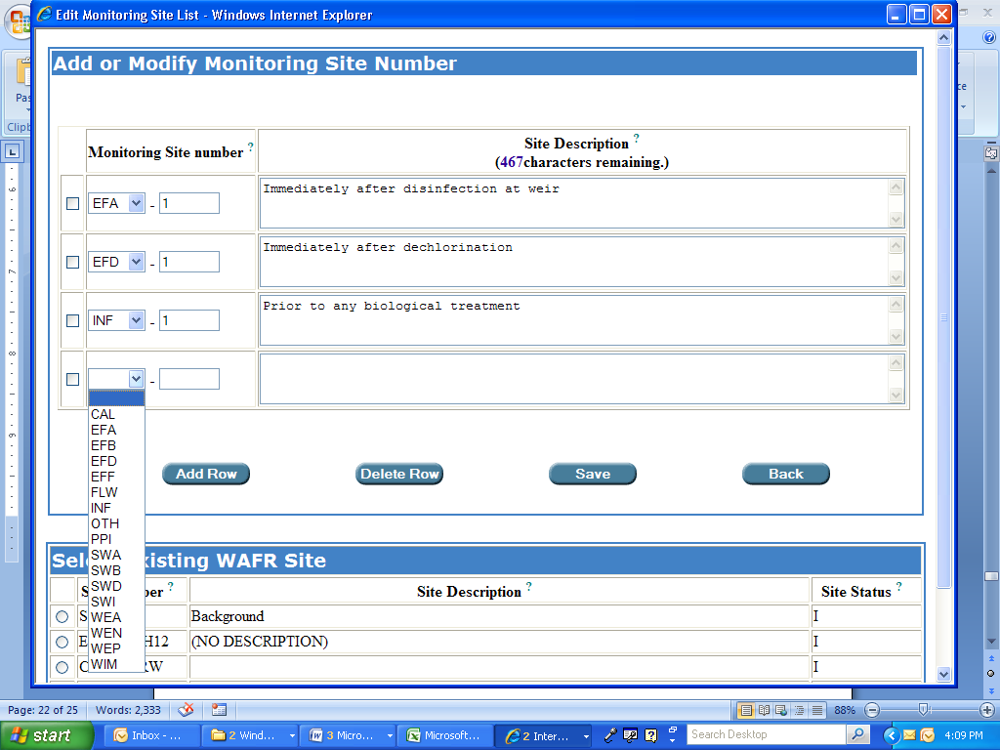 Edit Monitoring Site List - Windows Internet Explorer
Add or Modify Monitoring Site Number
Monitoring Site number ?
Site Description ?
(467characters remaining.)
EFA - 1
Immediately after disinfection at weir
EFD - 1
Immediately after dechlorination
INF - 1
Prior to any biological treatment
-
CAL
EFA
EFB
EFD
EFF
FLW
INF
OTH
PPI
SWA
SWB
SWD
SWI
WEA
WEN
WEP
WIM
Add Row
Delete Row
Save
Back
WAFR Site
Site Description ?
Site Status ?
Background
I
H12
(NO DESCRIPTION)
I
RW
I
Page: 22 of 25
Words: 2,333
88%
start
Inbox - ...
2 Wind...
3 Micro...
Microsoft...
2 Inter...
Search Desktop
4:09 PM